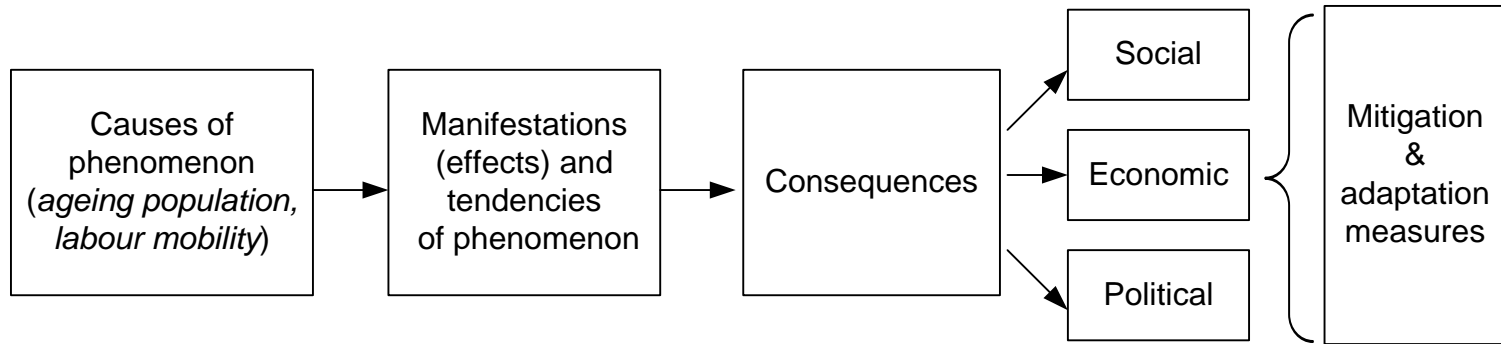 Causes of
phenomenon
(ageing population,
labour mobility)
Manifestations
(effects) and
tendencies
of phenomenon
Consequences
Social
Economic
Political
Mitigation
&
adaptation
measures